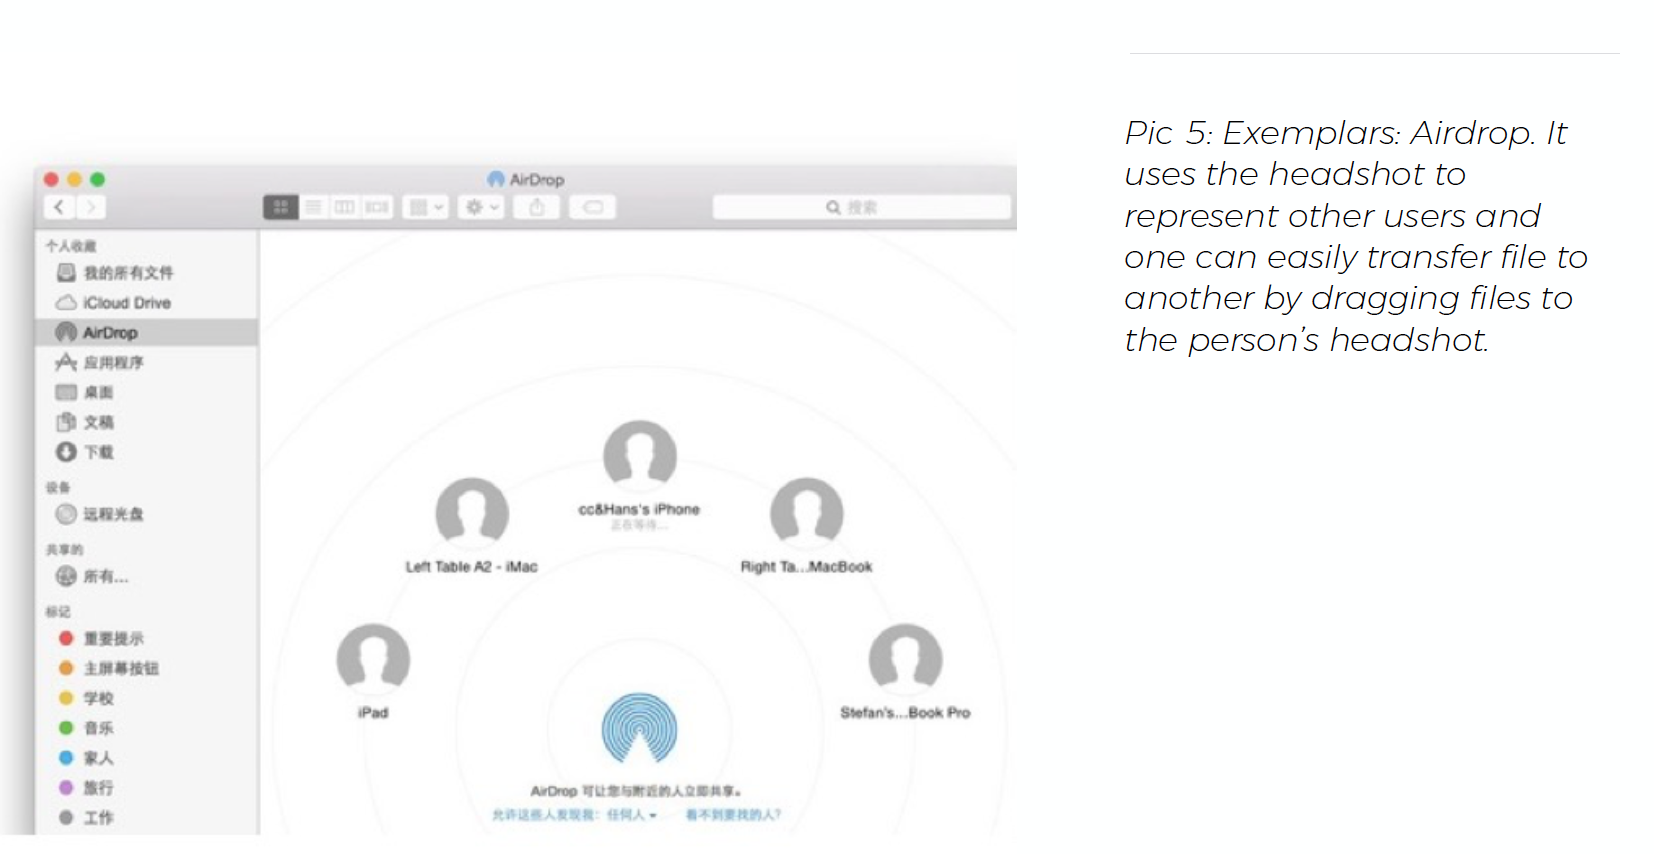 AirDrop
搜索
个人收藏
我的所有文件
iCloud Drive
AirDrop
应用程序
桌面
文稿
下载
设备
远程光盘
共享的
所有...
标记
重要提示
主屏幕按钮
学校
音乐
家人
旅行
工作
cc&Hans's iPhone
正在等待...
Left Table A2 - iMac
Right Ta...MacBook
iPad
Stefan's...Book Pro
AirDrop 可让您与附近的人立即共享。
允许这些人发现我：任何人
看不到要找的人？
Pic 5: Exemplars: Airdrop. It
uses the headshot to
represent other users and
one can easily transfer file to
another by dragging files to
the person's headshot.